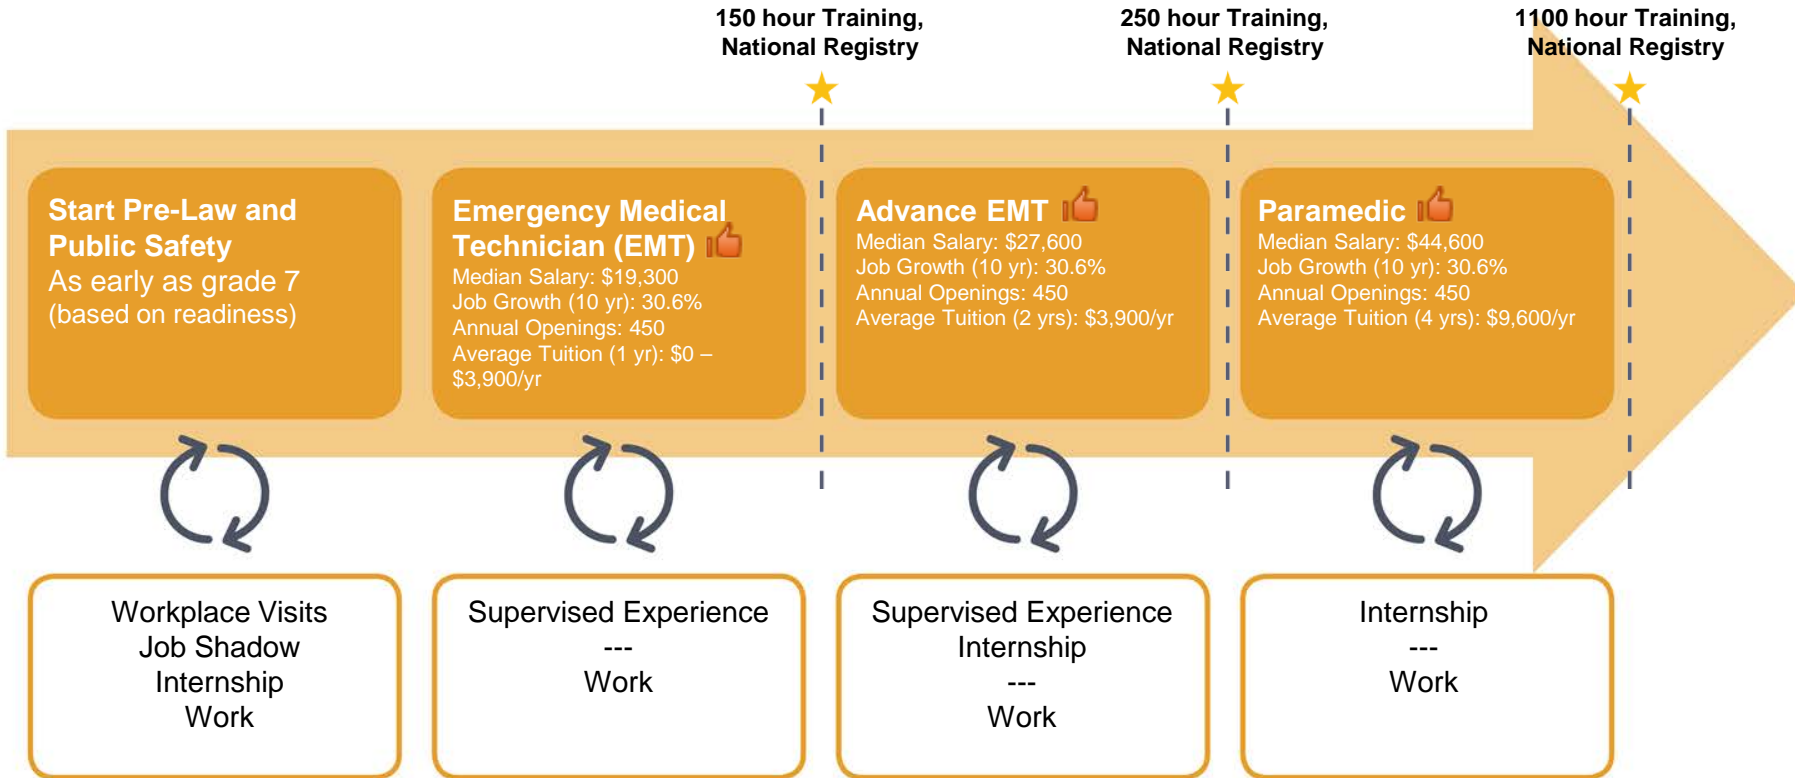 150 hour Training,
National Registry
250 hour Training,
National Registry
1100 hour Training,
National Registry
Start Pre-Law and
Public Safety
As early as grade 7
(based on readiness)
Emergency Medical
Technician (EMT)
Median Salary: $19,300
Job Growth (10 yr): 30.6%
Annual Openings: 450
Average Tuition (1 yr): $0 –
$3,900/yr
Advance EMT
Median Salary: $27,600
Job Growth (10 yr): 30.6%
Annual Openings: 450
Average Tuition (2 yrs): $3,900/yr
Paramedic
Median Salary: $44,600
Job Growth (10 yr): 30.6%
Annual Openings: 450
Average Tuition (4 yrs): $9,600/yr
Workplace Visits
Job Shadow
Internship
Work
Supervised Experience
---
Work
Supervised Experience
Internship
---
Work
Internship
---
Work